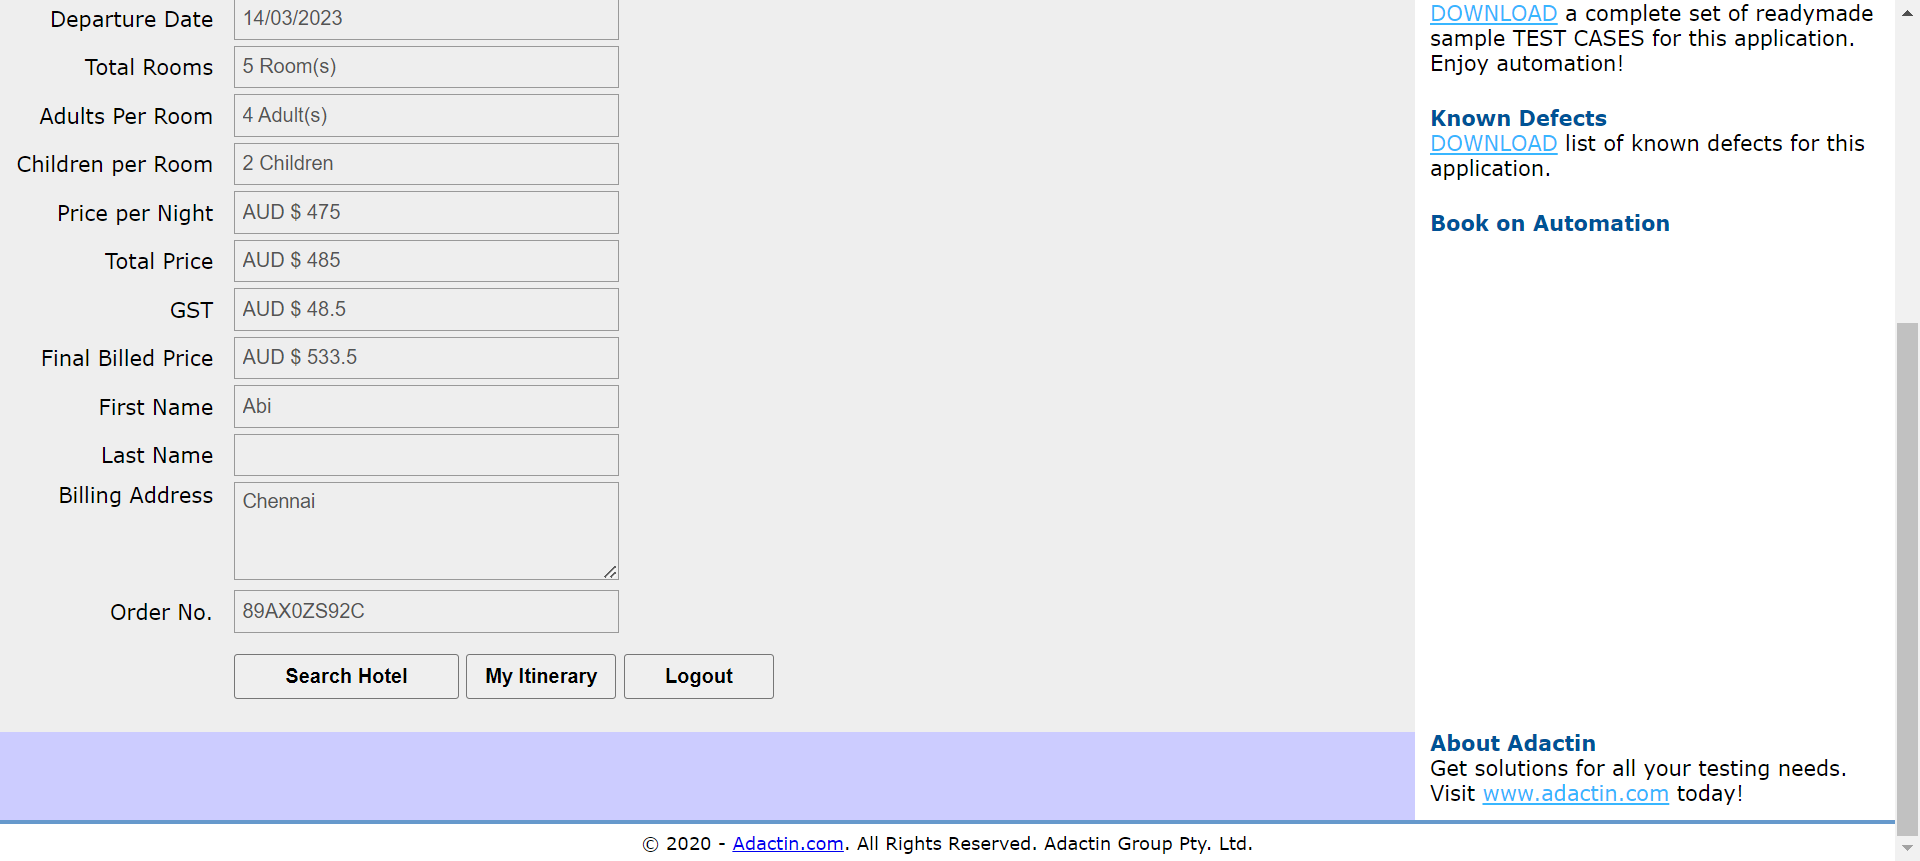 Departure Date 14/03/2023
Total Rooms 5 Room(s)
Adults Per Room 4 Adult(s)
Children per Room 2 Children
Price per Night AUD $ 475
Total Price AUD $ 485
GST AUD $ 48.5
Final Billed Price AUD $ 533.5
First Name Abi
Last Name
Billing Address Chennai
Order No. 89AX0ZS92C
Search Hotel My Itinerary Logout
DOWNLOAD a complete set of readymade
sample TEST CASES for this application.
Enjoy automation!
Known Defects
DOWNLOAD list of known defects for this
application.
Book on Automation
About Adactin
Get solutions for all your testing needs.
Visit www.adactin.com today!
© 2020 - Adactin.com. All Rights Reserved. Adactin Group Pty. Ltd.